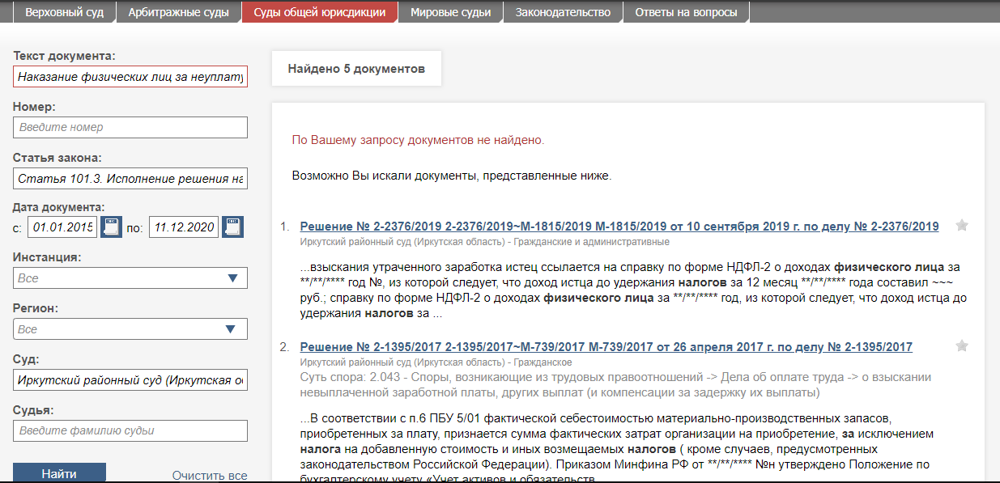 Верховный суд
Арбитражные суды
Суды общей юрисдикции
Мировые судьи
Законодательство
Ответы на вопросы
Текст документа:
Наказание физических лиц за неуплату
Номер:
Введите номер
Статья закона:
Статья 101.3. Исполнение решения на
Дата документа:
с: 01.01.2015 по: 11.12.2020
Инстанция:
Все
Регион:
Все
Суд:
Иркутский районный суд (Иркутская об
Судья:
Введите фамилию судьи
Найти
Очистить все
Найдено 5 документов
По Вашему запросу документов не найдено.
Возможно Вы искали документы, представленные ниже.
1. Решение № 2-2376/2019 2-2376/2019~М-1815/2019 М-1815/2019 от 10 сентября 2019 г. по делу № 2-2376/2019
Иркутский районный суд (Иркутская область) - Гражданские и административные
...взыскания утраченного заработка истец ссылается на справку по форме НДФЛ-2 о доходах физического лица за
**/**/**** год №, из которой следует, что доход истца до удержания налогов за 12 месяц **/**/**** года составил ~~~
руб.; справку по форме НДФЛ-2 о доходах физического лица за **/**/**** год, из которой следует, что доход истца до
удержания налогов за ...
2. Решение № 2-1395/2017 2-1395/2017~М-739/2017 М-739/2017 от 26 апреля 2017 г. по делу № 2-1395/2017
Иркутский районный суд (Иркутская область) - Гражданское
Суть спора: 2.043 - Споры, возникающие из трудовых правоотношений -> Дела об оплате труда -> о взыскании
невыплаченной заработной платы, других выплат (и компенсации за задержку их выплаты)
...В соответствии с п.6 ПБУ 5/01 фактической себестоимостью материально-производственных запасов,
приобретенных за плату, признается сумма фактических затрат организации на приобретение, за исключением
налога на добавленную стоимость и иных возмещаемых налогов ( кроме случаев, предусмотренных
законодательством Российской Федерации). Приказом Минфина РФ от **/**/**** №н утверждено Положение по
бухгалтерскому учету «Учет активов и обязательств